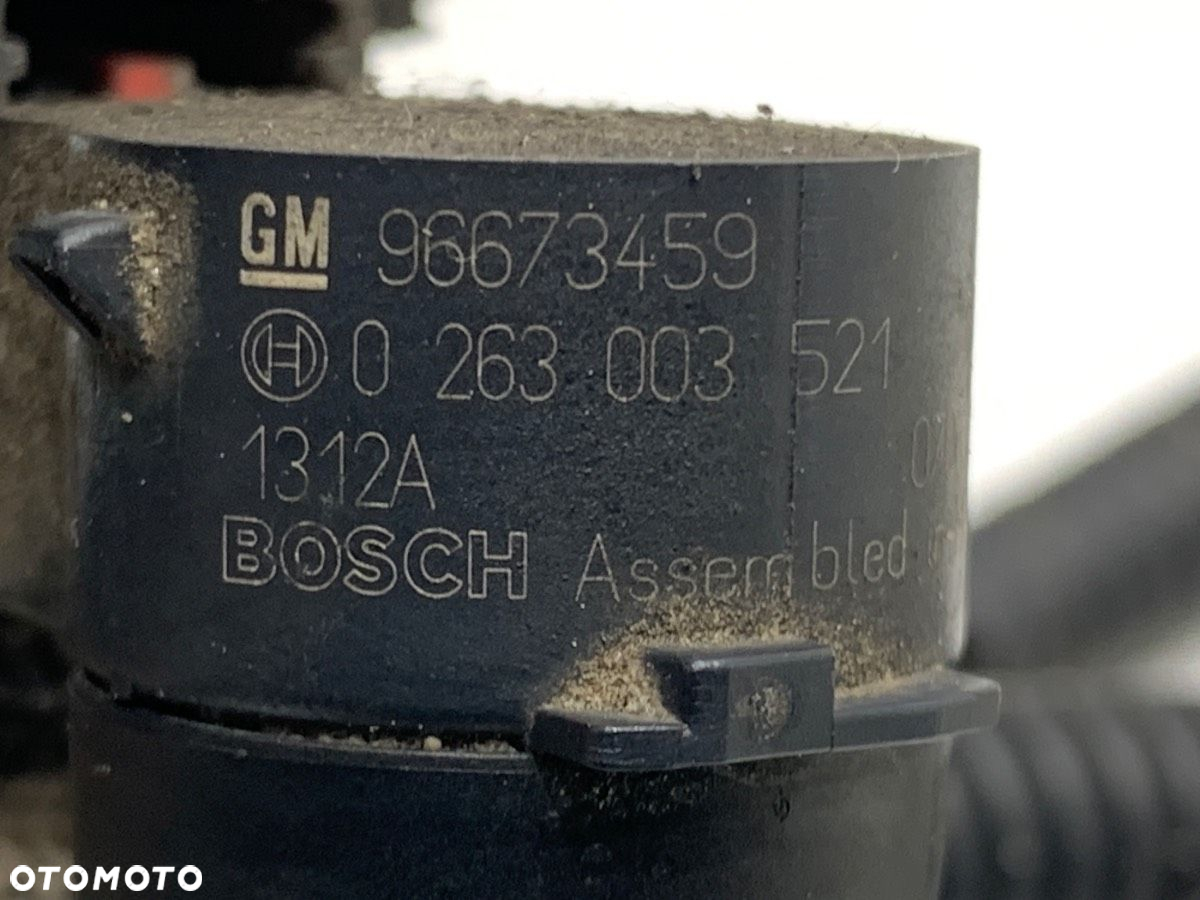 GM 96673459
0 263 003 521
1312A
BOSCH Assembled
OTOMOTO